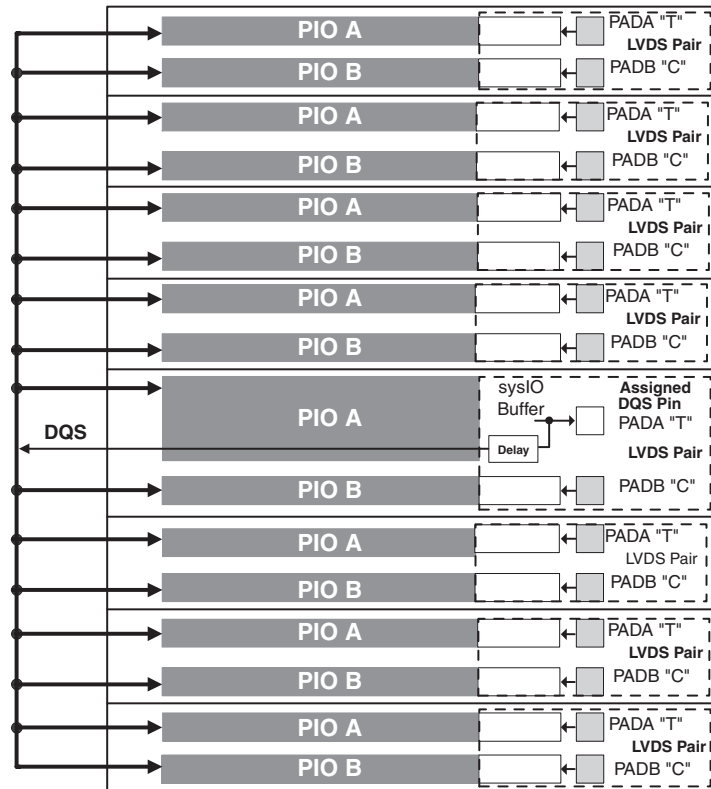 PIO A
PADA "T"
LVDS Pair
PIO B
PADB "C"
PIO A
PADA "T"
LVDS Pair
PIO B
PADB "C"
PIO A
PADA "T"
LVDS Pair
PIO B
PADB "C"
PIO A
PADA "T"
LVDS Pair
PIO B
PADB "C"
sysIO
Buffer
Assigned
DQS Pin
PIO A
PADA "T"
DQS
Delay
LVDS Pair
PIO B
PADB "C"
PIO A
PADA "T"
LVDS Pair
PIO B
PADB "C"
PIO A
PADA "T"
LVDS Pair
PIO B
PADB "C"
PIO A
PADA "T"
LVDS Pair
PIO B
PADB "C"